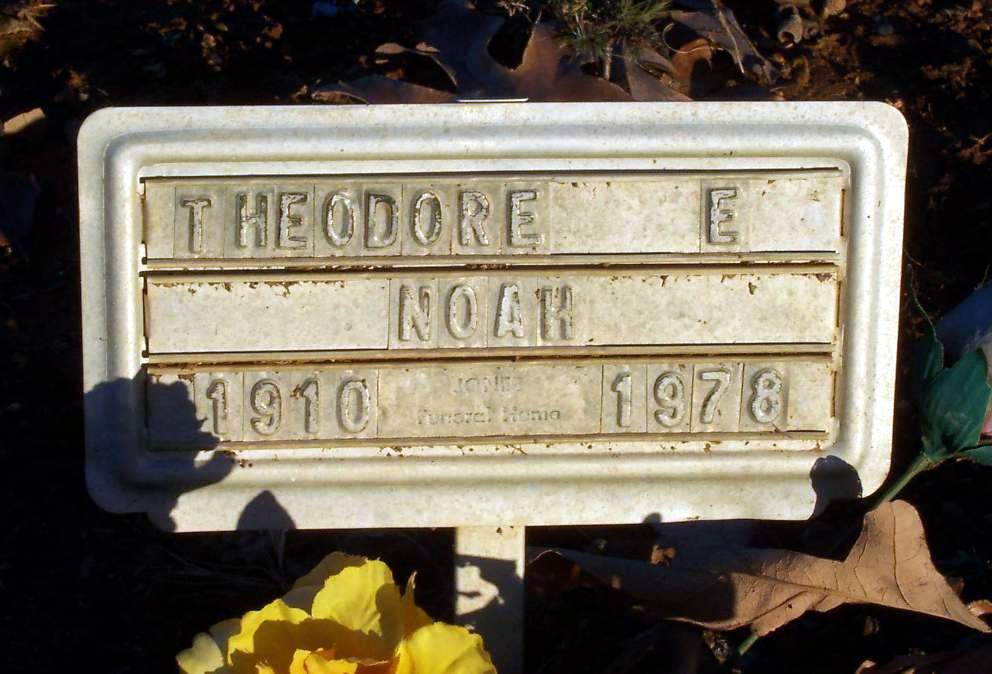 THEODORE E
NOAH
1910 JONES Funeral Home 1978